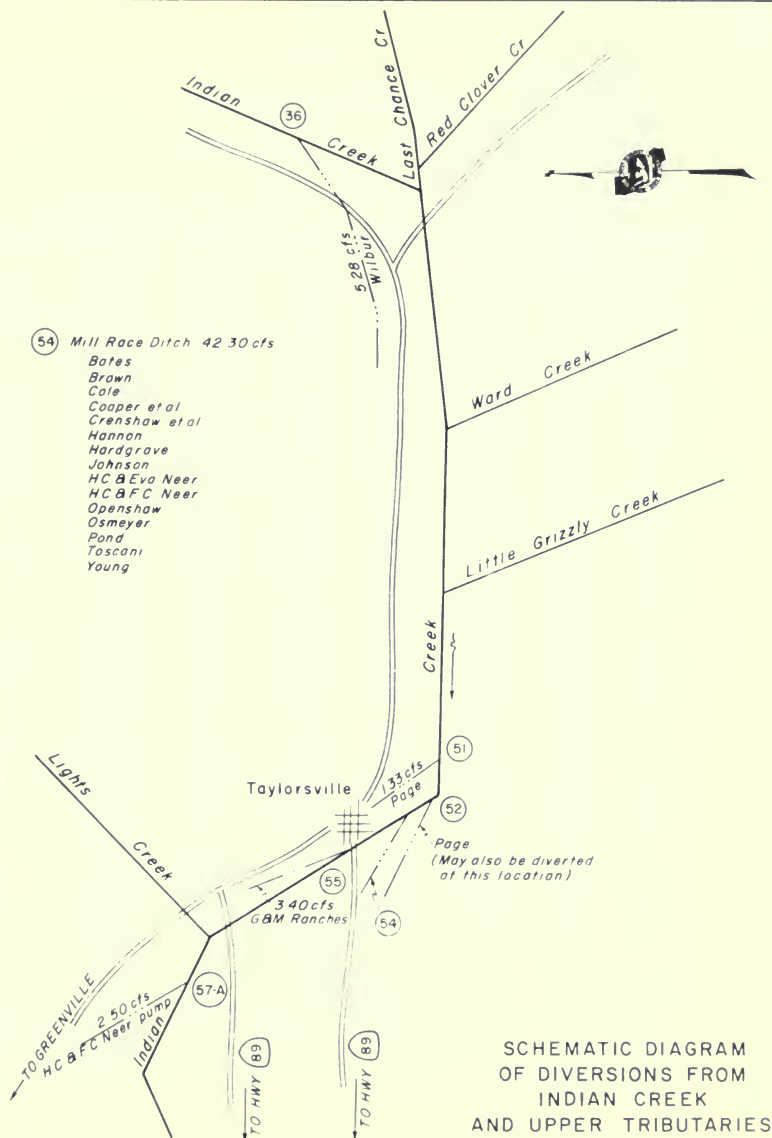 Indian
Creek
36
Last Chance Cr
Red Clover Cr
5 28 cfs
Wilbur
54 Mill Race Ditch 42 30 cfs
Bates
Brown
Cole
Cooper et al
Crenshaw et al
Hannon
Hardgrave
Johnson
HC & Eva Neer
HC & FC Neer
Openshaw
Osmeyer
Pond
Toscani
Young
Ward Creek
Little Grizzly Creek
Creek
51
1 33 cfs
Page
Taylorsville
52
Page
(May also be diverted
at this location)
Lights
Creek
55
3 40 cfs
G&M Ranches
54
57-A
2 50 cfs
HC & FC Neer pump
TO GREENVILLE
Indian
TO HWY 89
TO HWY 89
SCHEMATIC DIAGRAM
OF DIVERSIONS FROM
INDIAN CREEK
AND UPPER TRIBUTARIES